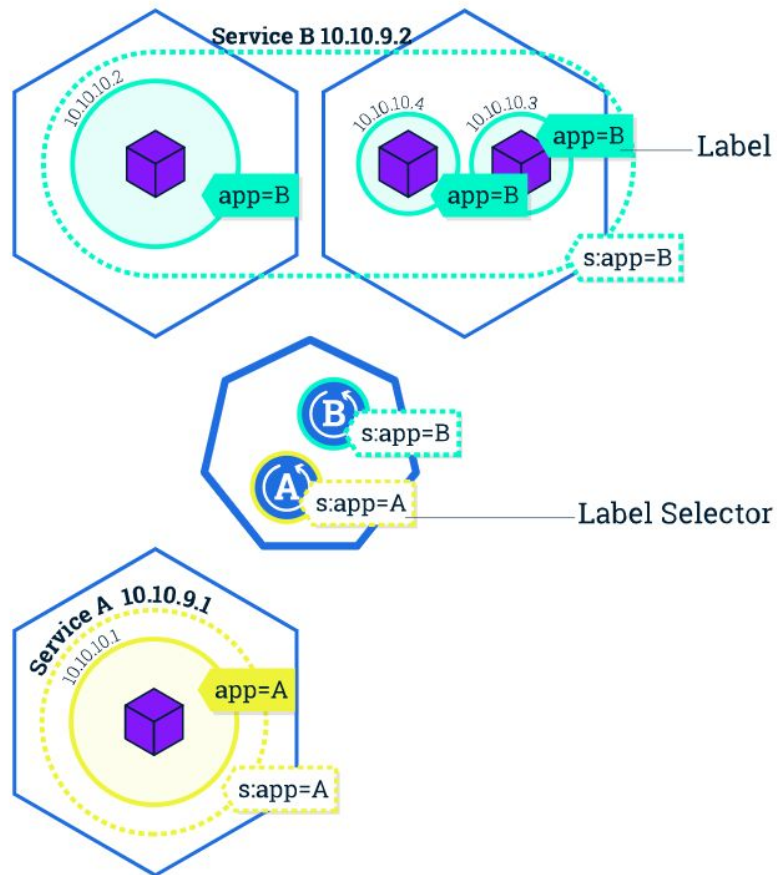 Service B 10.10.9.2
10.10.10.2
10.10.10.4
10.10.10.3
app=B
Label
app=B
app=B
s:app=B
B
s:app=B
A
s:app=A
Label Selector
Service A 10.10.9.1
10.10.10.1
app=A
s:app=A